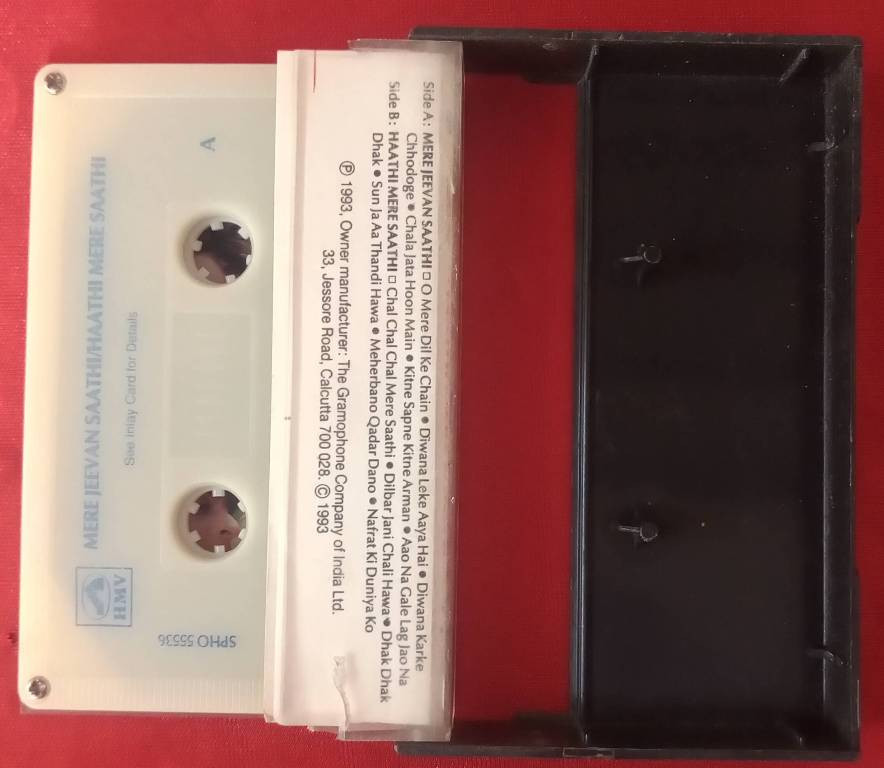 A
MERE JEEVAN SAATHI/HAATHI MERE SAATHI
See Inlay Card for Details
HMV
SPHO 55536
Side A : MERE JEEVAN SAATHI □ O Mere Dil Ke Chain ● Diwana Leke Aaya Hai ● Diwana Karke
Chhodoge ● Chala Jata Hoon Main ● Kitne Sapne Kitne Arman ● Aao Na Gale Lag Jao Na
Side B : HAATHI MERE SAATHI □ Chal Chal Chal Mere Saathi ● Dilbar Jani Chali Hawa ● Dhak Dhak
Dhak ● Sun Ja Aa Thandi Hawa ● Meherbano Qadar Dano ● Nafrat Ki Duniya Ko
Ⓟ 1993, Owner manufacturer: The Gramophone Company of India Ltd.
33, Jessore Road, Calcutta 700 028. © 1993